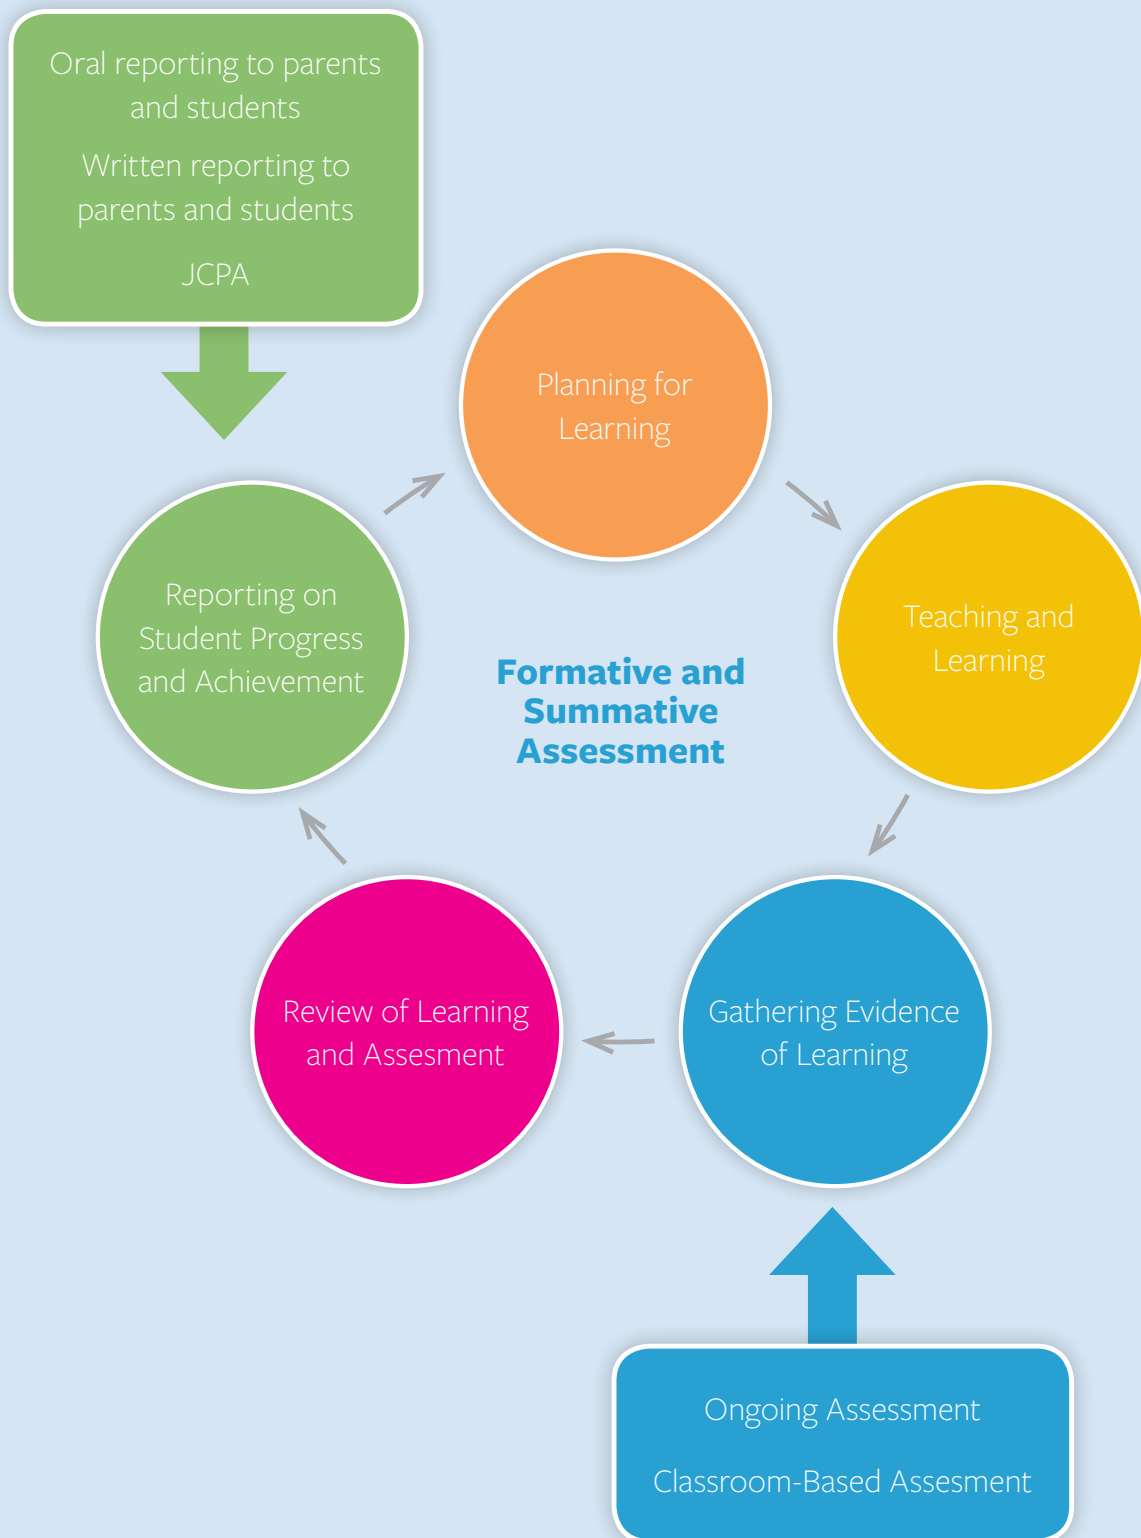 Oral reporting to parents
and students
Written reporting to
parents and students
JCPA
Planning for
Learning
Teaching and
Learning
Reporting on
Student Progress
and Achievement
Formative and
Summative
Assessment
Review of Learning
and Assesment
Gathering Evidence
of Learning
Ongoing Assessment
Classroom-Based Assesment